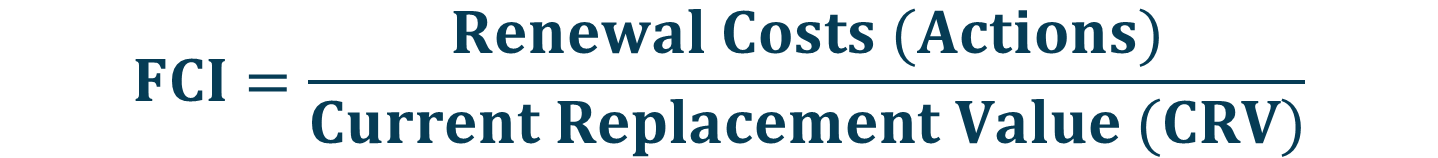 Renewal Costs (Actions)
FCI =
Current Replacement Value (CRV)